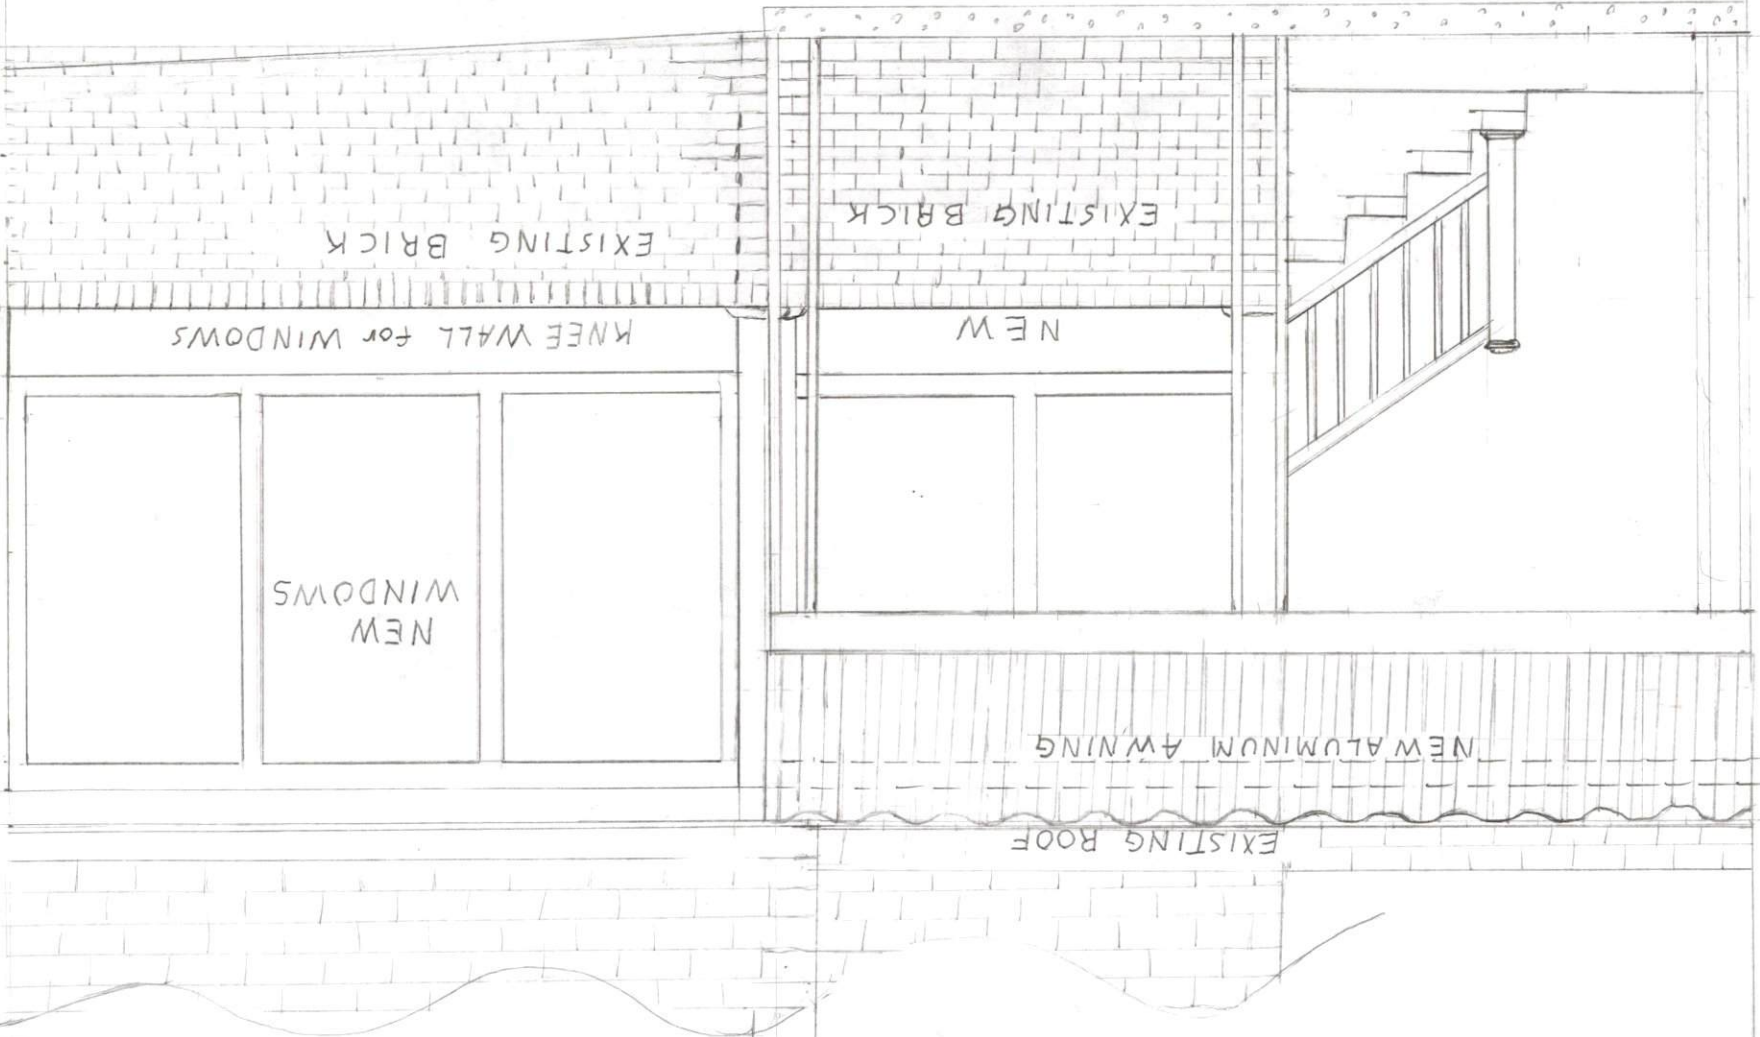 EXISTING ROOF
NEW ALUMINUM AWNING
NEW
WINDOWS
NEW
KNEE WALL for WINDOWS
EXISTING BRICK
EXISTING BRICK